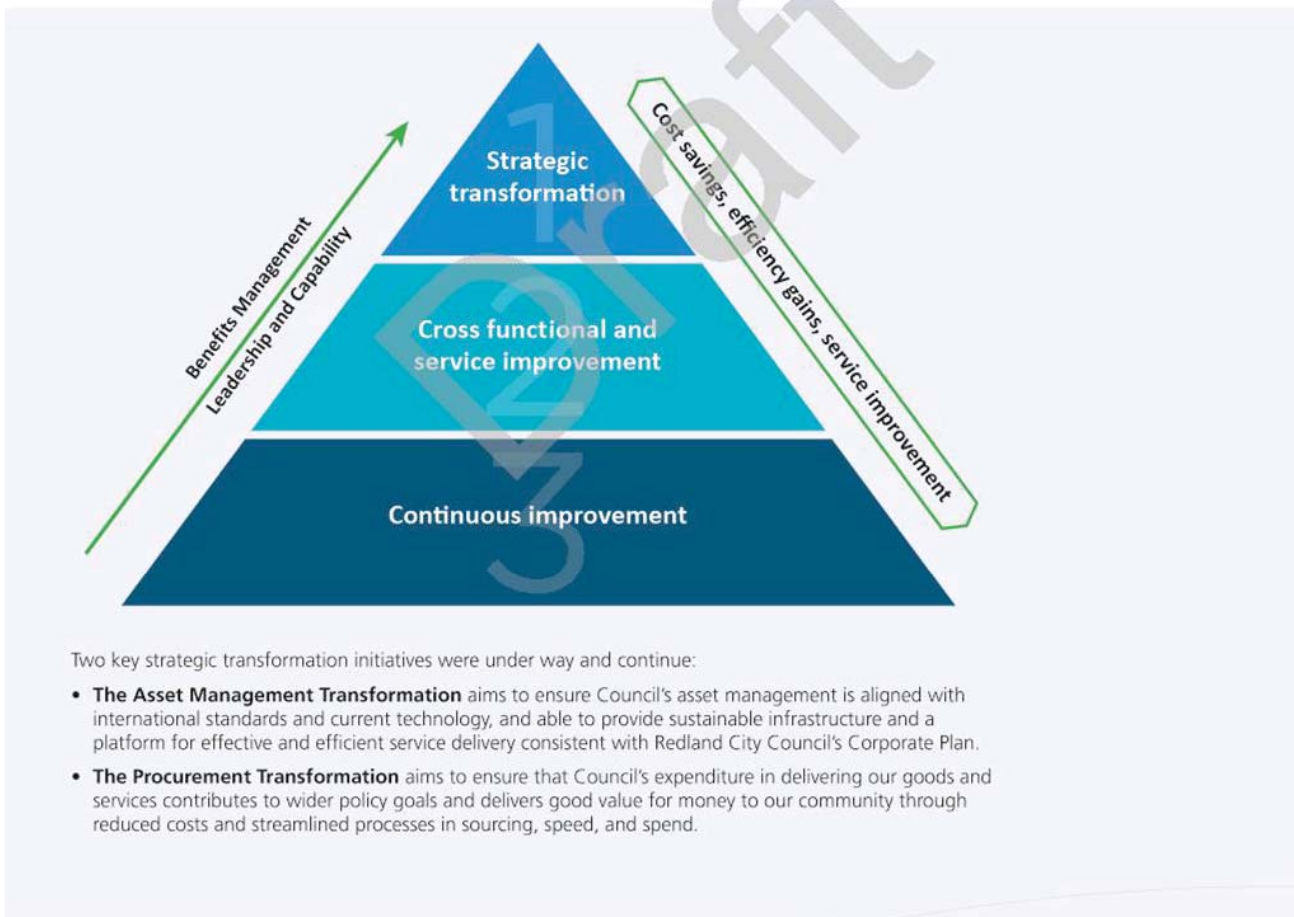 Draft
1
Strategic
transformation
2
Cross functional and
service improvement
3
Continuous improvement
Benefits Management
Leadership and Capability
Cost savings, efficiency gains, service improvement
Two key strategic transformation initiatives were under way and continue:
• The Asset Management Transformation aims to ensure Council's asset management is aligned with
international standards and current technology, and able to provide sustainable infrastructure and a
platform for effective and efficient service delivery consistent with Redland City Council's Corporate Plan.
• The Procurement Transformation aims to ensure that Council's expenditure in delivering our goods and
services contributes to wider policy goals and delivers good value for money to our community through
reduced costs and streamlined processes in sourcing, speed, and spend.